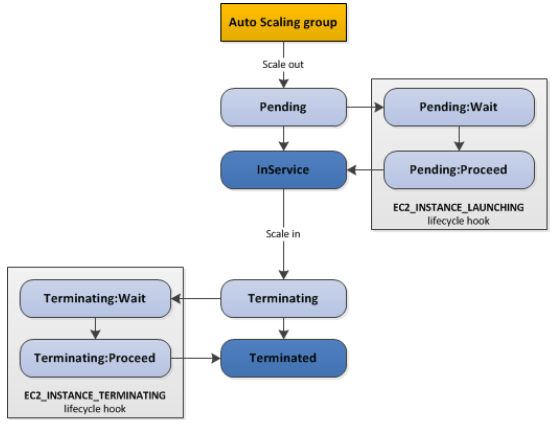 Auto Scaling group
Scale out
Pending
Pending:Wait
InService
Pending:Proceed
EC2_INSTANCE_LAUNCHING
lifecycle hook
Scale in
Terminating:Wait
Terminating
Terminating:Proceed
Terminated
EC2_INSTANCE_TERMINATING
lifecycle hook